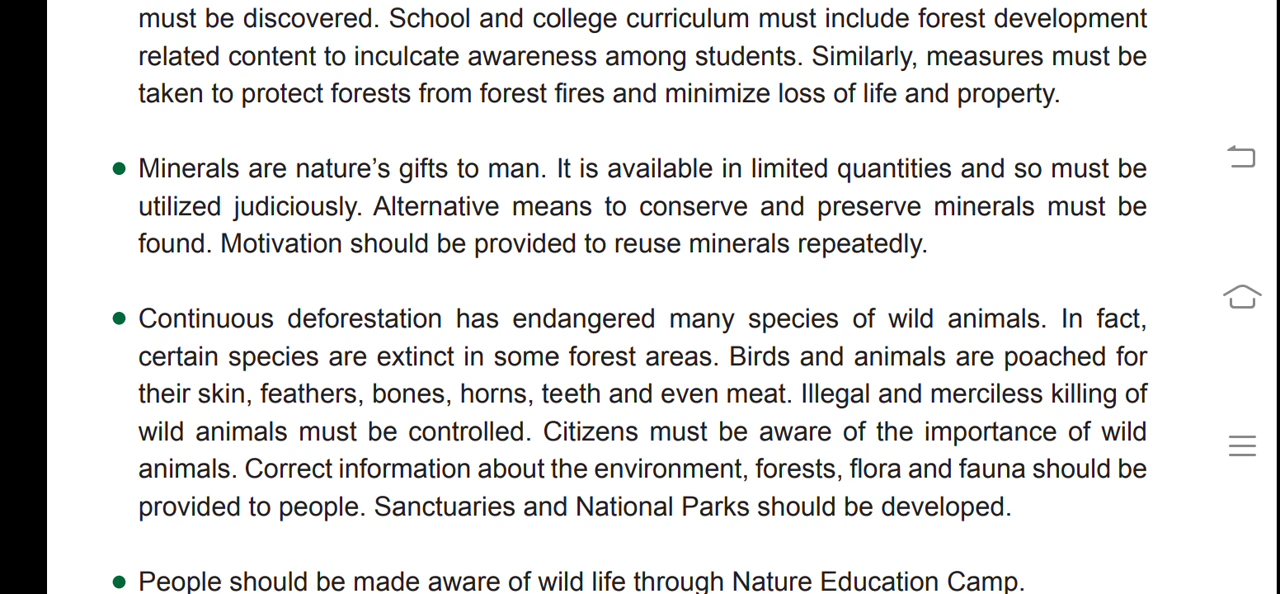 must be discovered. School and college curriculum must include forest development
related content to inculcate awareness among students. Similarly, measures must be
taken to protect forests from forest fires and minimize loss of life and property.
● Minerals are nature’s gifts to man. It is available in limited quantities and so must be
utilized judiciously. Alternative means to conserve and preserve minerals must be
found. Motivation should be provided to reuse minerals repeatedly.
● Continuous deforestation has endangered many species of wild animals. In fact,
certain species are extinct in some forest areas. Birds and animals are poached for
their skin, feathers, bones, horns, teeth and even meat. Illegal and merciless killing of
wild animals must be controlled. Citizens must be aware of the importance of wild
animals. Correct information about the environment, forests, flora and fauna should be
provided to people. Sanctuaries and National Parks should be developed.
● People should be made aware of wild life through Nature Education Camp.